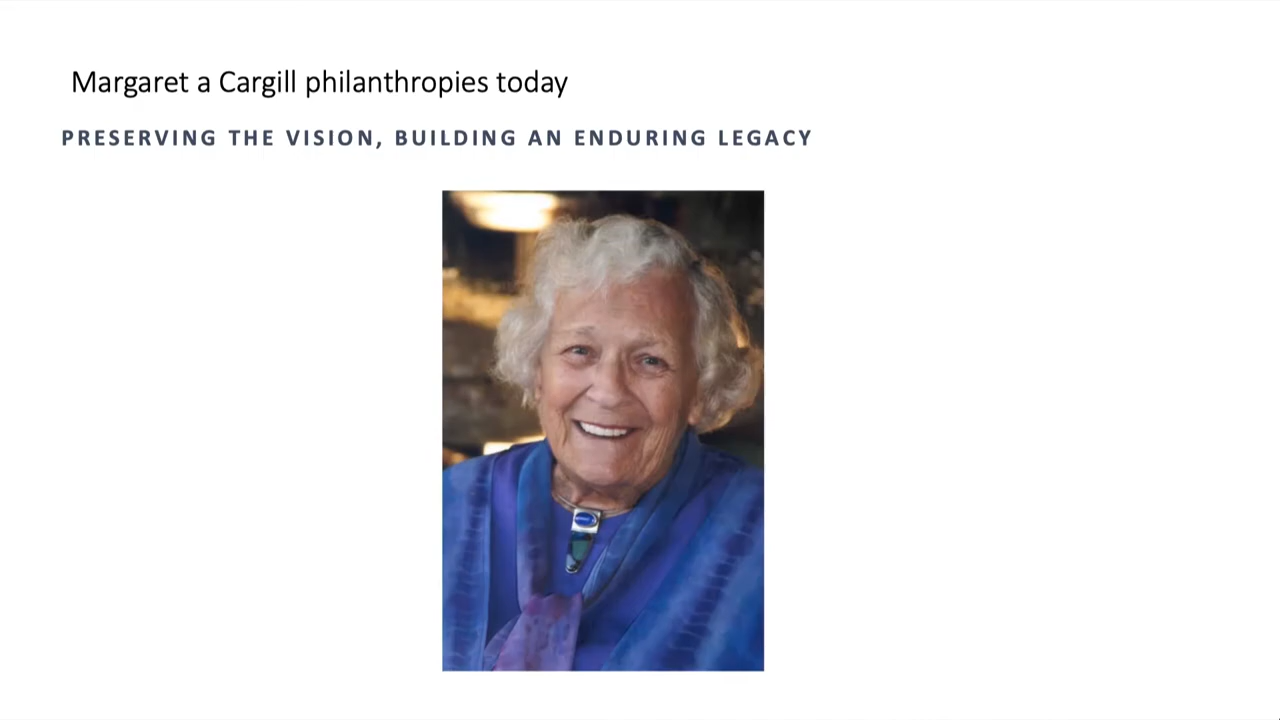 Margaret a Cargill philanthropies today
PRESERVING THE VISION, BUILDING AN ENDURING LEGACY